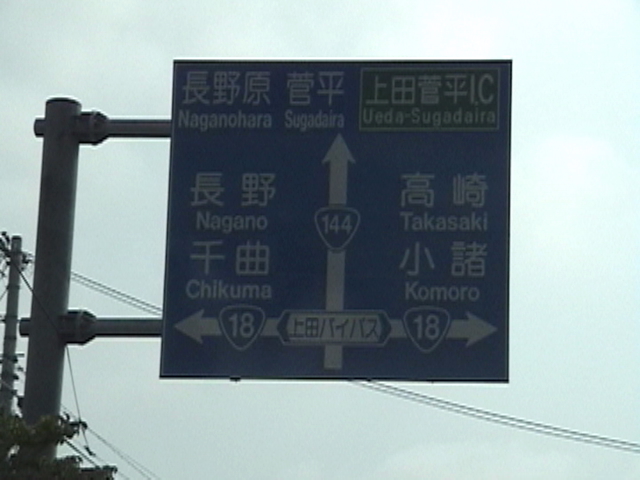 長野原 菅平 上田菅平I.C
Naganohara Sugadaira Ueda-Sugadaira
長野 高崎
Nagano 144 Takasaki
千曲 小諸
Chikuma Komoro
18 上田バイパス 18